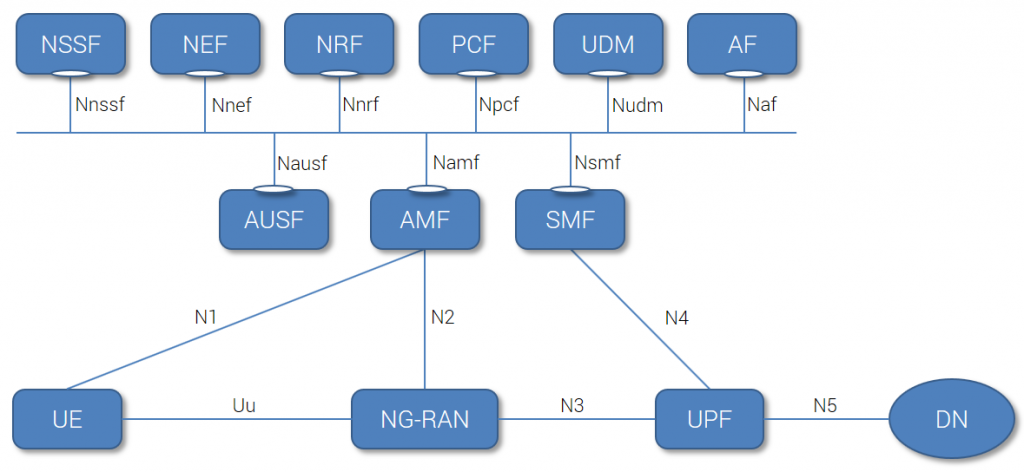 NSSF NEF NRF PCF UDM AF
Nnssf Nnef Nnrf Npcf Nudm Naf
Nausf Namf Nsmf
AUSF AMF SMF
N1 N2 N4
Uu N3 N5
UE NG-RAN UPF DN